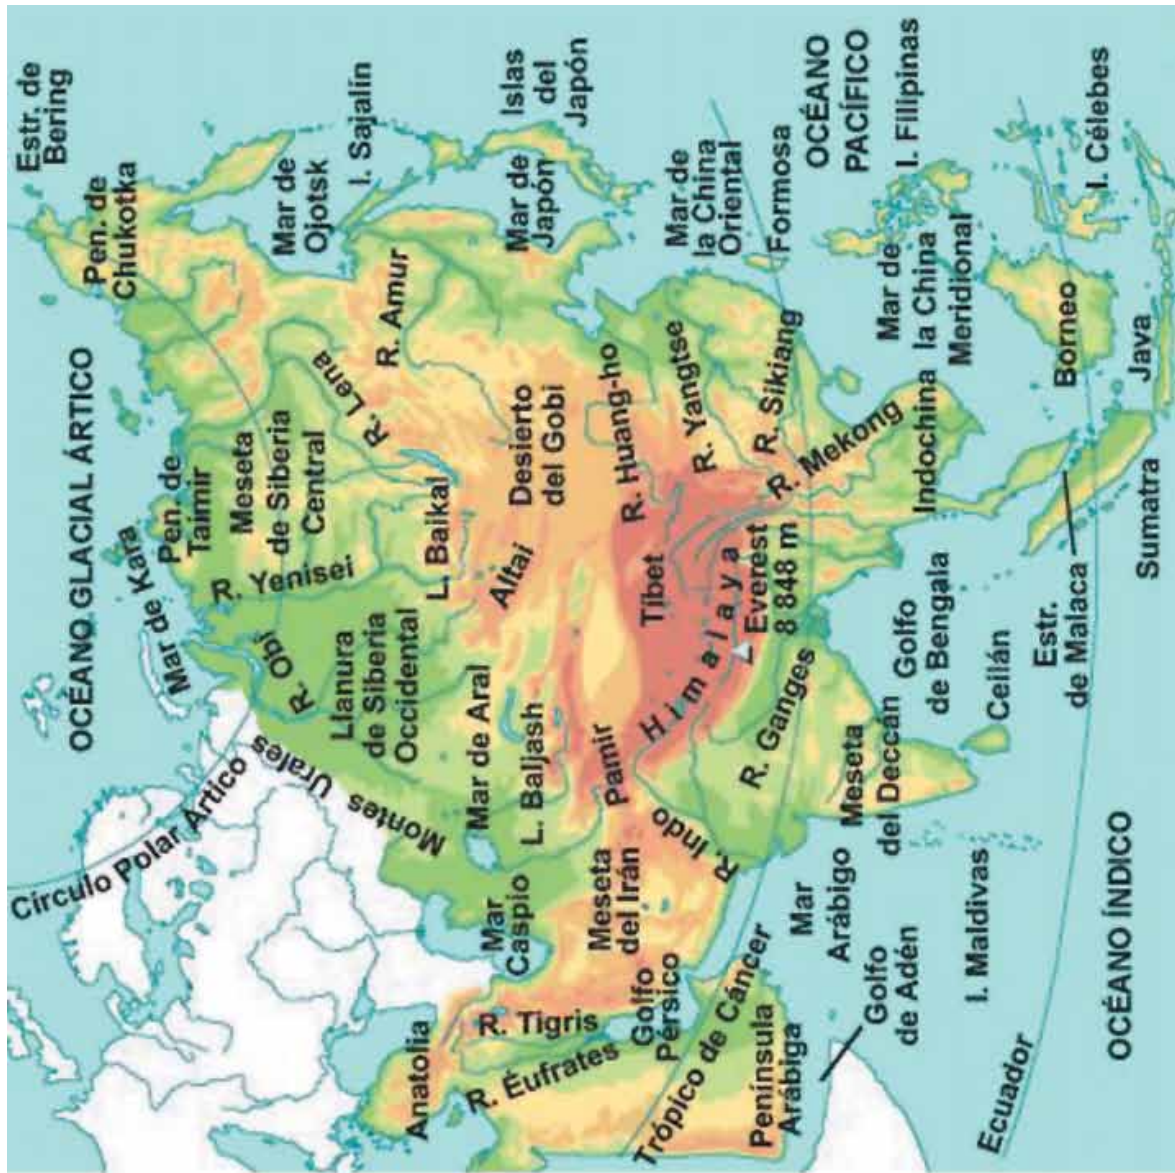 OCÉANO GLACIAL ÁRTICO
Estr. de
Bering
Pen. de
Chukotka
Mar de Kara
Pen. de
Taimir
Círculo Polar Ártico
Montes Urales
R. Obi
R. Yenisei
Llanura
de Siberia
Occidental
Meseta
de Siberia
Central
R. Lena
Mar de
Ojotsk
I. Sajalín
R. Amur
L. Baikal
Altai
Desierto
del Gobi
Mar de
Japón
Islas
del
Japón
Mar de Aral
L. Baljash
Mar
Caspio
Anatolia
R. Tigris
R. Éufrates
Meseta
del Irán
Golfo
Pérsico
Pamir
Tíbet
Himalaya
Everest
8 848 m
R. Huang-ho
R. Yangtse
R. Sikiang
R. Mekong
Mar de
la China
Oriental
Formosa
OCÉANO
PACÍFICO
R. Indo
R. Ganges
Trópico de Cáncer
Península
Arábiga
Mar
Arábigo
Golfo
de Adén
Meseta
del Deccán
Golfo
de Bengala
Ceilán
I. Maldivas
Indochina
Mar de
la China
Meridional
I. Filipinas
Estr.
de Malaca
Sumatra
Borneo
Java
I. Célebes
Ecuador
OCÉANO ÍNDICO